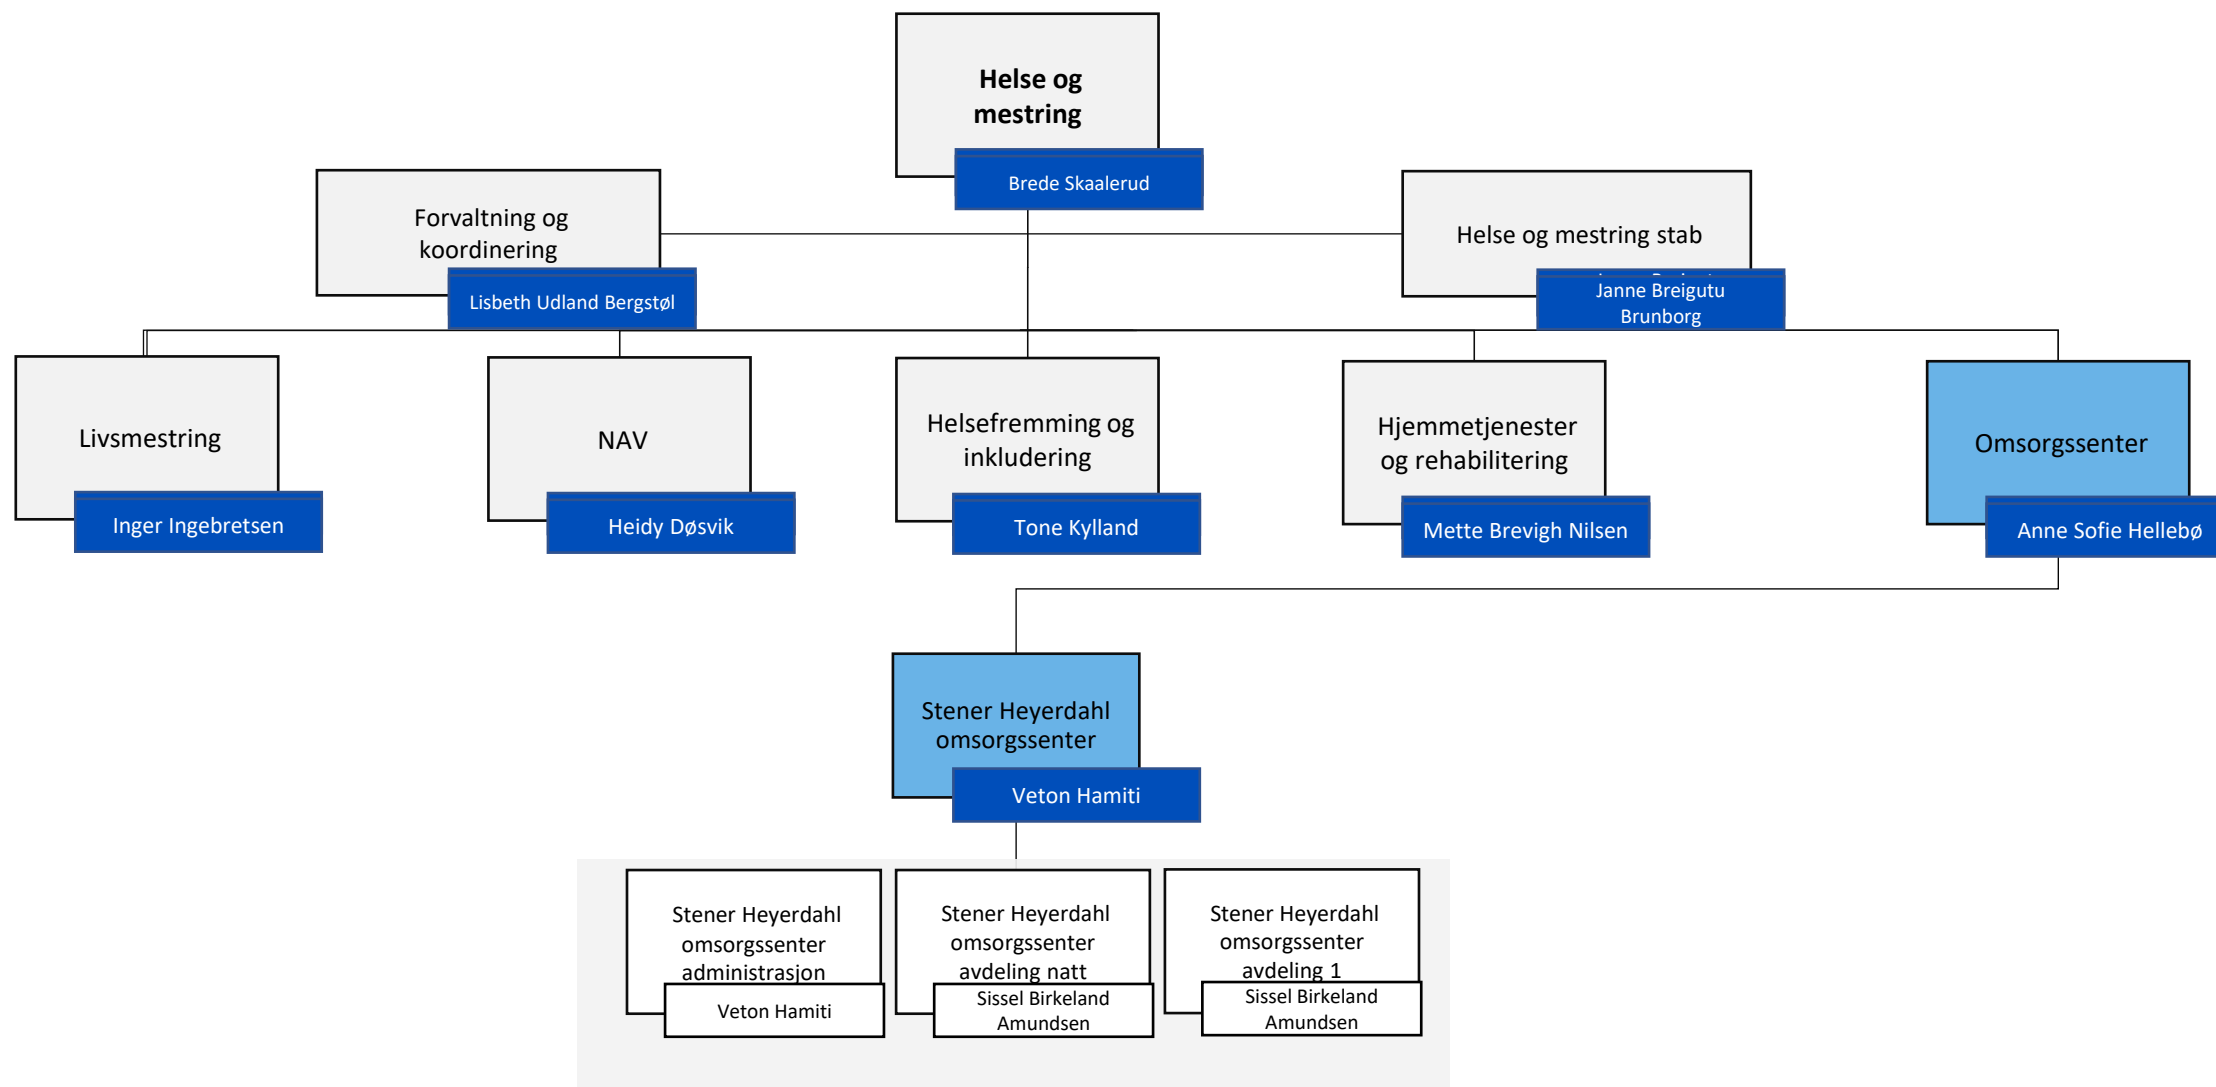 Helse og
mestring
Brede Skaalerud
Forvaltning og
koordinering
Lisbeth Udland Bergstøl
Helse og mestring stab
Janne Breigutu
Brunborg
Livsmestring
Inger Ingebretsen
NAV
Heidy Døsvik
Helsefremming og
inkludering
Tone Kylland
Hjemmetjenester
og rehabilitering
Mette Brevigh Nilsen
Omsorgssenter
Anne Sofie Hellebø
Stener Heyerdahl
omsorgssenter
Veton Hamiti
Stener Heyerdahl
omsorgssenter
administrasjon
Veton Hamiti
Stener Heyerdahl
omsorgssenter
avdeling natt
Sissel Birkeland
Amundsen
Stener Heyerdahl
omsorgssenter
avdeling 1
Sissel Birkeland
Amundsen